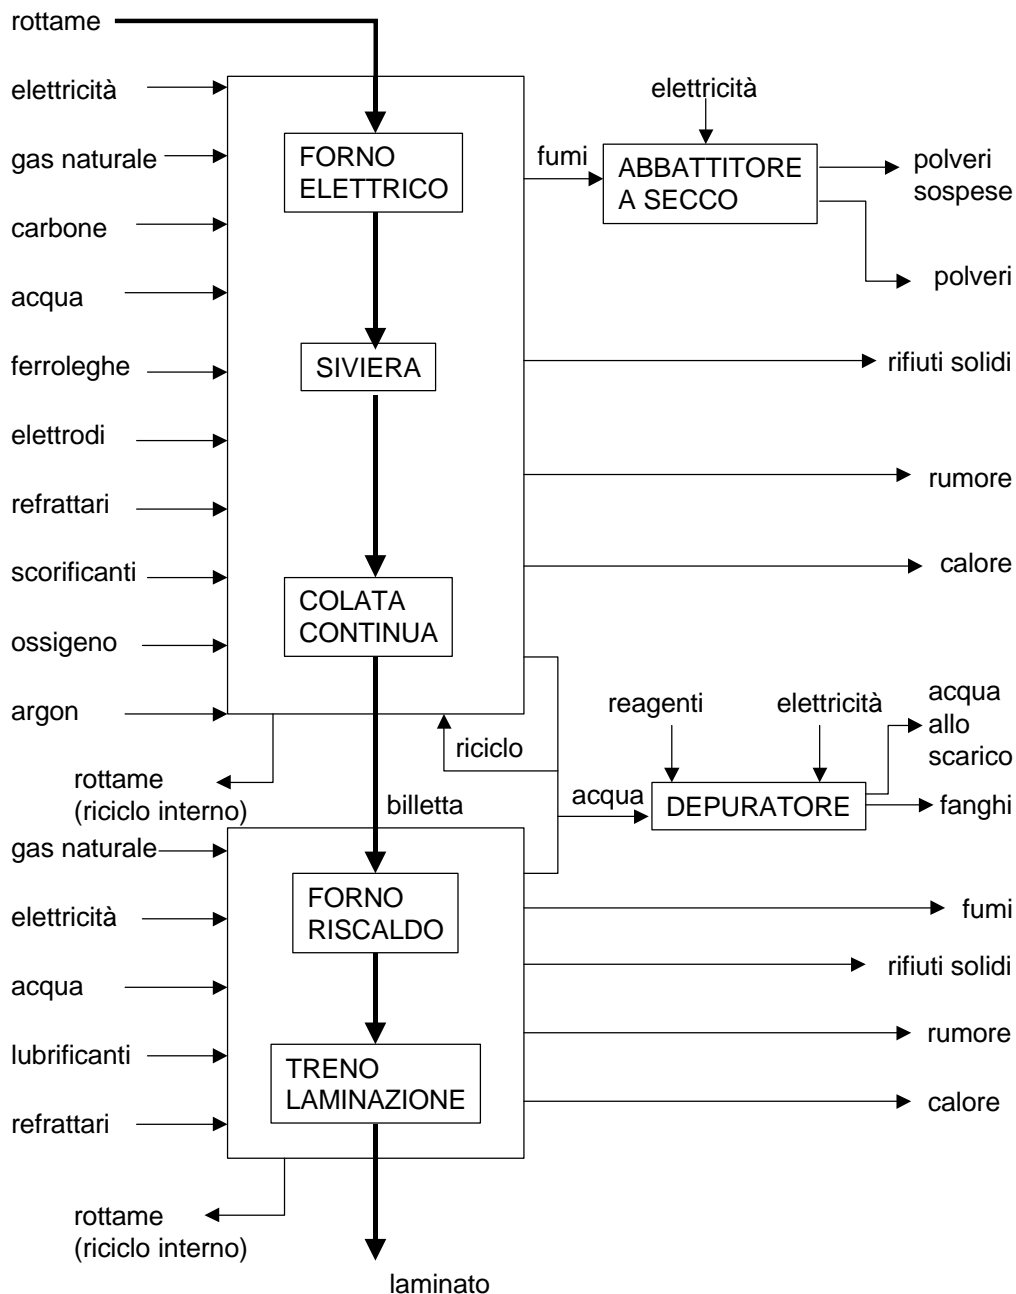 rottame
elettricità
elettricità
gas naturale
FORNO
ELETTRICO
fumi
ABBATTITORE
A SECCO
polveri
sospese
carbone
acqua
polveri
ferroleghe
SIVIERA
rifiuti solidi
elettrodi
refrattari
rumore
scorificanti
calore
COLATA
CONTINUA
ossigeno
argon
reagenti
elettricità
acqua
allo
scarico
riciclo
rottame
(riciclo interno)
billetta
acqua
DEPURATORE
fanghi
gas naturale
elettricità
FORNO
RISCALDO
fumi
acqua
rifiuti solidi
lubrificanti
TRENO
LAMINAZIONE
rumore
calore
refrattari
rottame
(riciclo interno)
laminato